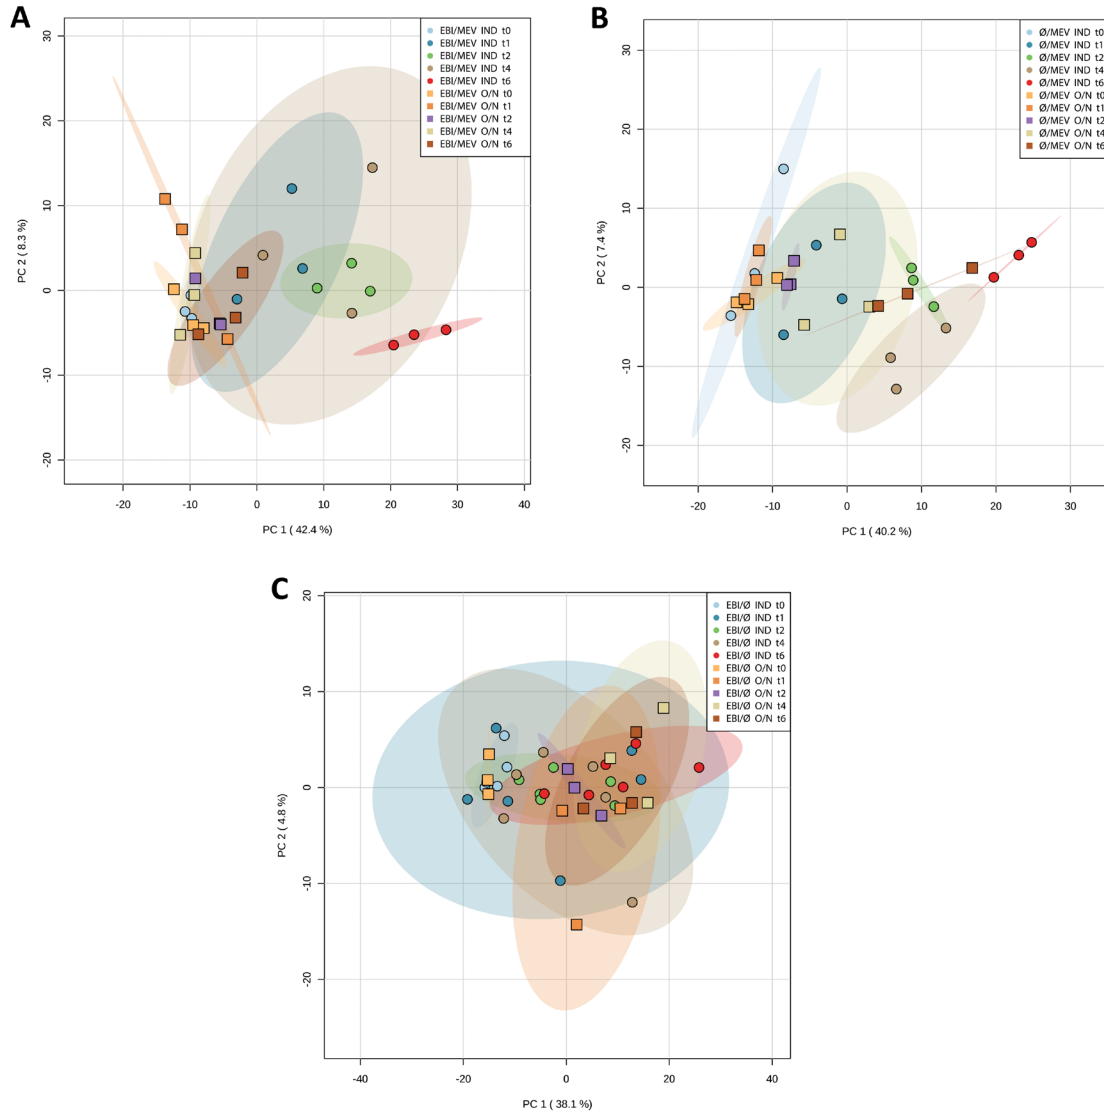 A
EBI/MEV IND t0
EBI/MEV IND t1
EBI/MEV IND t2
EBI/MEV IND t4
EBI/MEV IND t6
EBI/MEV O/N t0
EBI/MEV O/N t1
EBI/MEV O/N t2
EBI/MEV O/N t4
EBI/MEV O/N t6
PC 2 ( 8.3 %)
30
20
10
0
-10
-20
-20 -10 0 10 20 30 40
PC 1 ( 42.4 %)
B
Ø/MEV IND t0
Ø/MEV IND t1
Ø/MEV IND t2
Ø/MEV IND t4
Ø/MEV IND t6
Ø/MEV O/N t0
Ø/MEV O/N t1
Ø/MEV O/N t2
Ø/MEV O/N t4
Ø/MEV O/N t6
PC 2 ( 7.4 %)
30
20
10
0
-10
-20
-20 -10 0 10 20 30
PC 1 ( 40.2 %)
C
EBI/Ø IND t0
EBI/Ø IND t1
EBI/Ø IND t2
EBI/Ø IND t4
EBI/Ø IND t6
EBI/Ø O/N t0
EBI/Ø O/N t1
EBI/Ø O/N t2
EBI/Ø O/N t4
EBI/Ø O/N t6
PC 2 ( 4.8 %)
20
10
0
-10
-20
-40 -20 0 20 40
PC 1 ( 38.1 %)